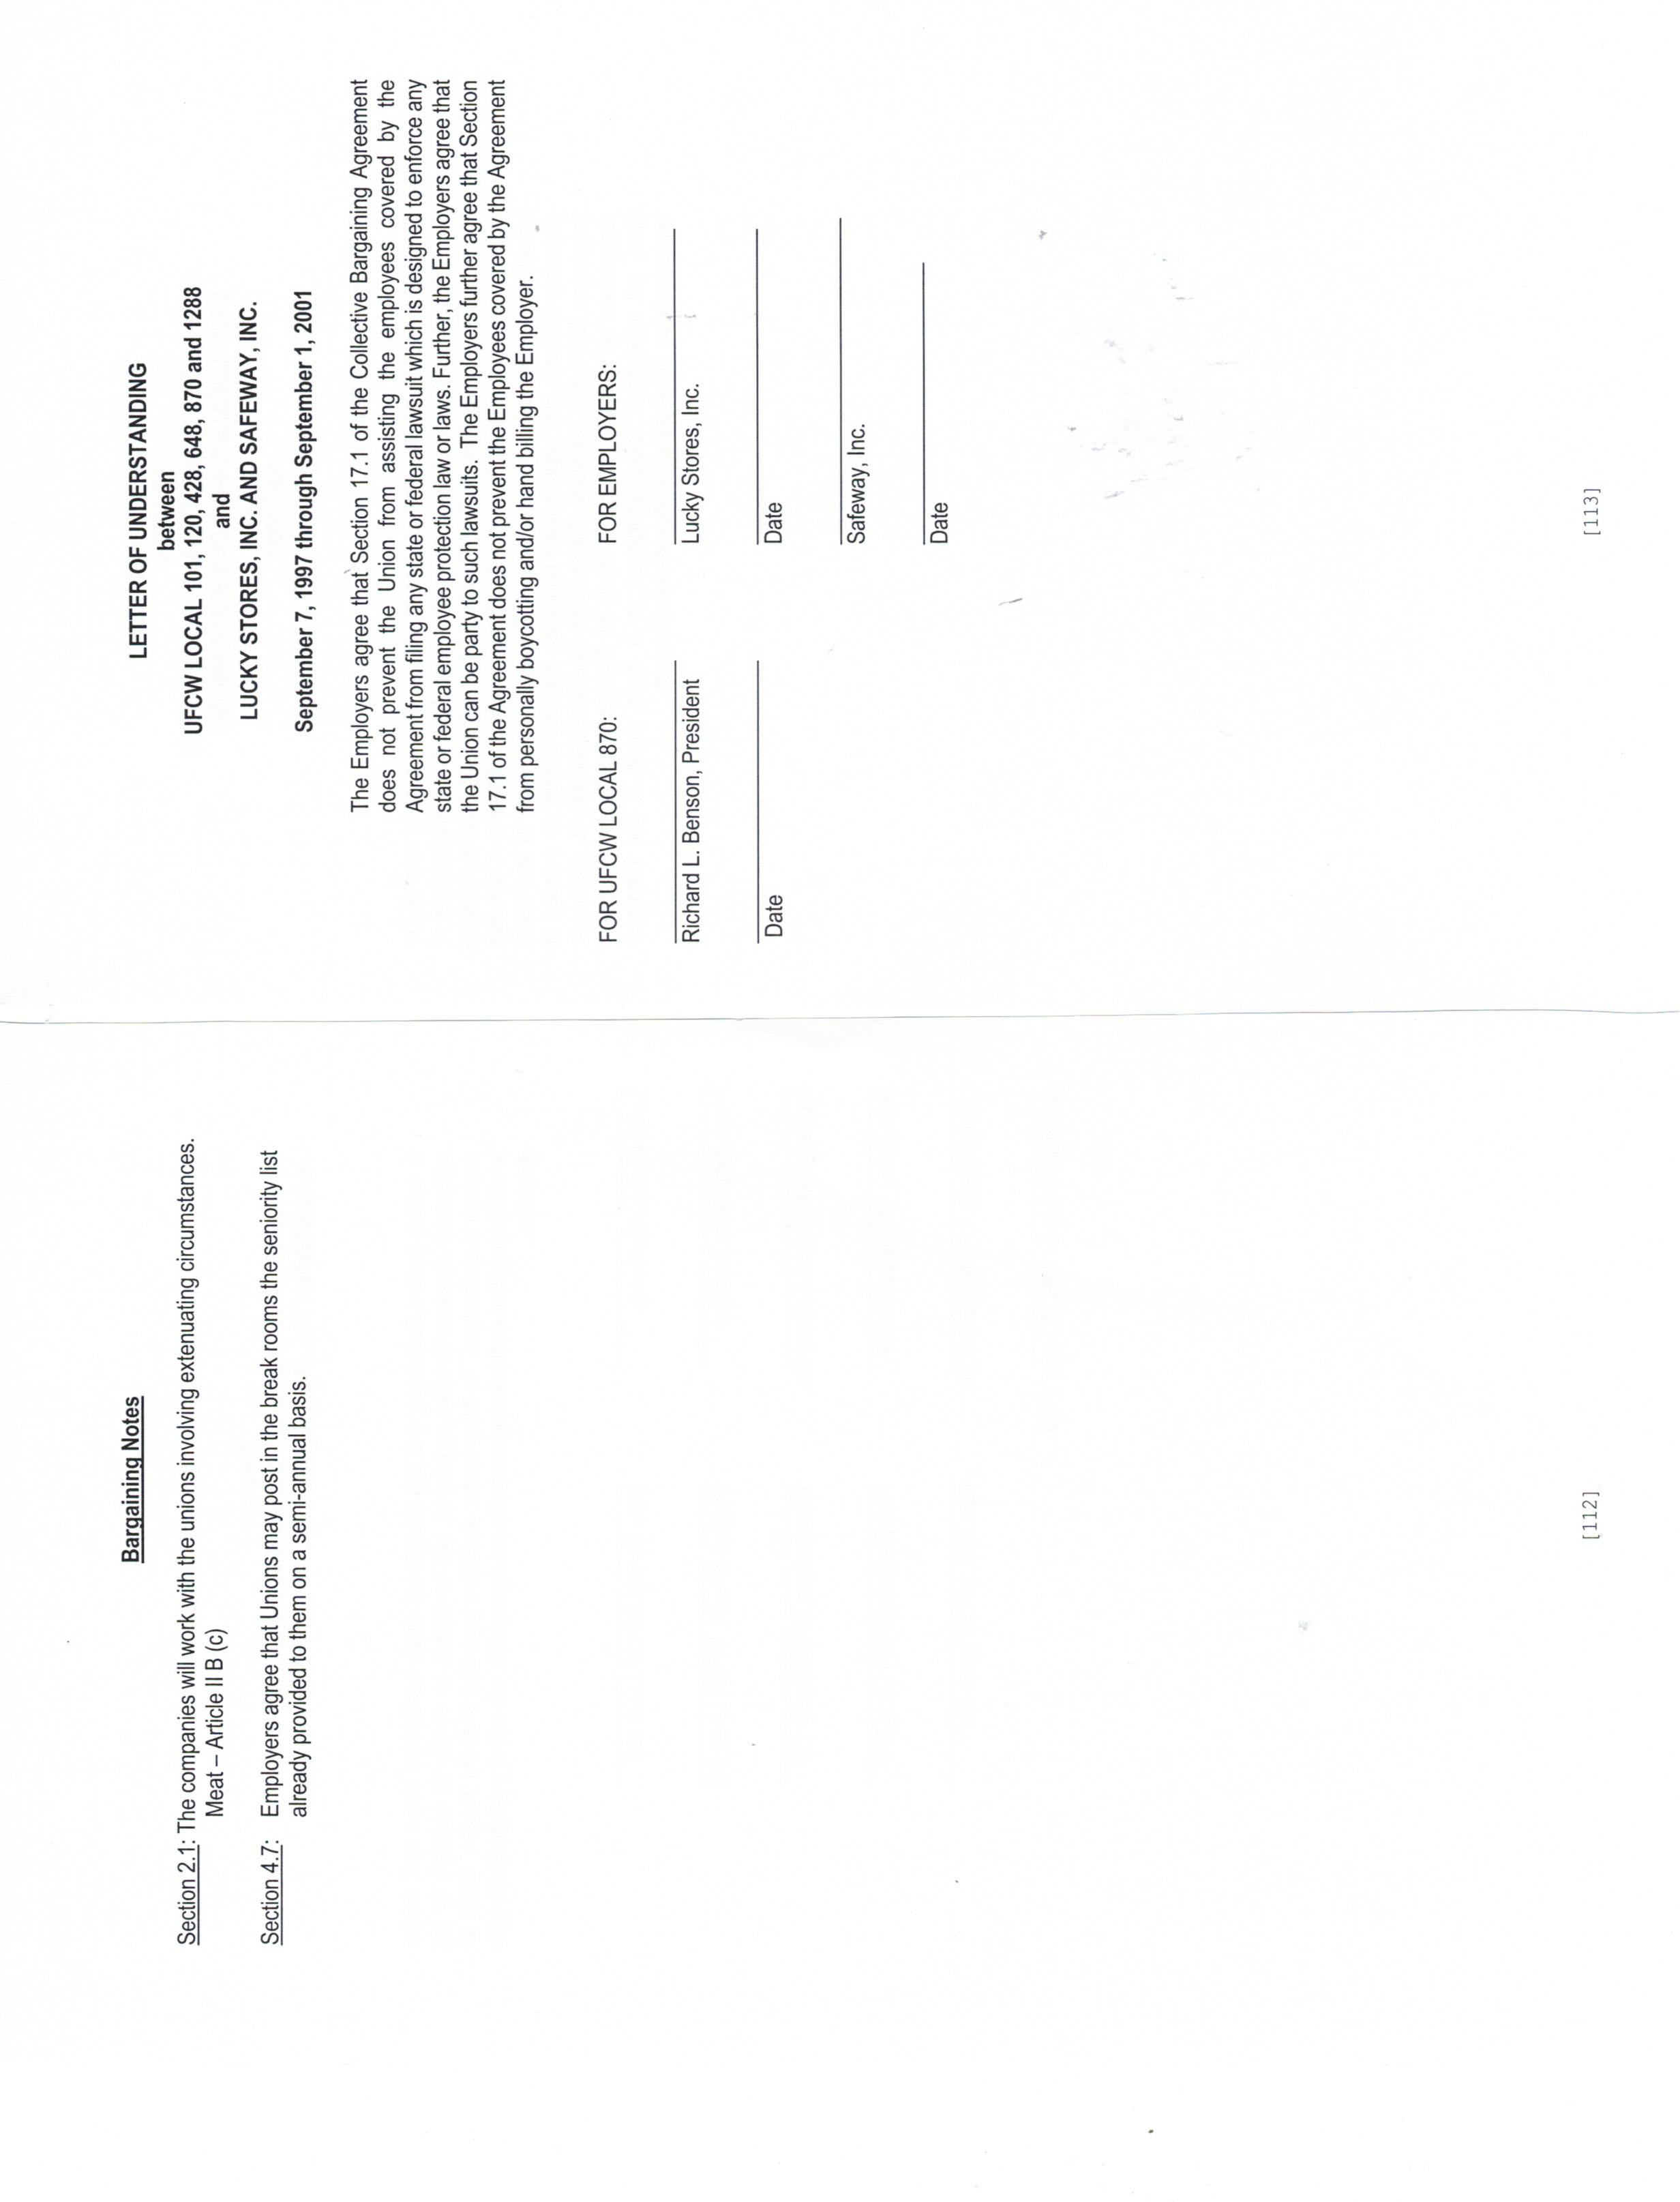 Bargaining Notes
Section 2.1: The companies will work with the unions involving extenuating circumstances.
Meat – Article II B (c)
Section 4.7: Employers agree that Unions may post in the break rooms the seniority list
already provided to them on a semi-annual basis.
[112]
LETTER OF UNDERSTANDING
between
UFCW LOCAL 101, 120, 428, 648, 870 and 1288
and
LUCKY STORES, INC. AND SAFEWAY, INC.
September 7, 1997 through September 1, 2001
The Employers agree that Section 17.1 of the Collective Bargaining Agreement
does not prevent the Union from assisting the employees covered by the
Agreement from filing any state or federal lawsuit which is designed to enforce any
state or federal employee protection law or laws. Further, the Employers agree that
the Union can be party to such lawsuits. The Employers further agree that Section
17.1 of the Agreement does not prevent the Employees covered by the Agreement
from personally boycotting and/or hand billing the Employer.
FOR UFCW LOCAL 870: FOR EMPLOYERS:
Richard L. Benson, President Lucky Stores, Inc.
Date Date
Safeway, Inc.
Date
[113]